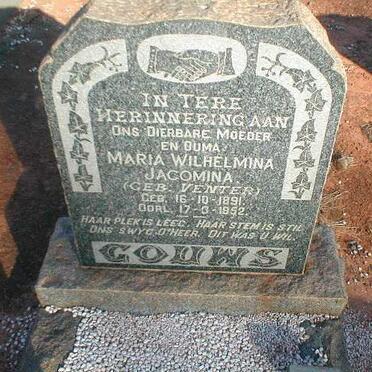 IN TERE
HERINNERING AAN
ONS DIERBARE MOEDER
EN OUMA
MARIA WILHELMINA
JACOMINA
(GEB. VENTER)
GEB. 16-10-1891.
OORL. 17-3-1952.
HAAR PLEK IS LEEG. HAAR STEM IS STIL
ONS SWYG O'HEER. DIT WAS U WIL.
GOUWS